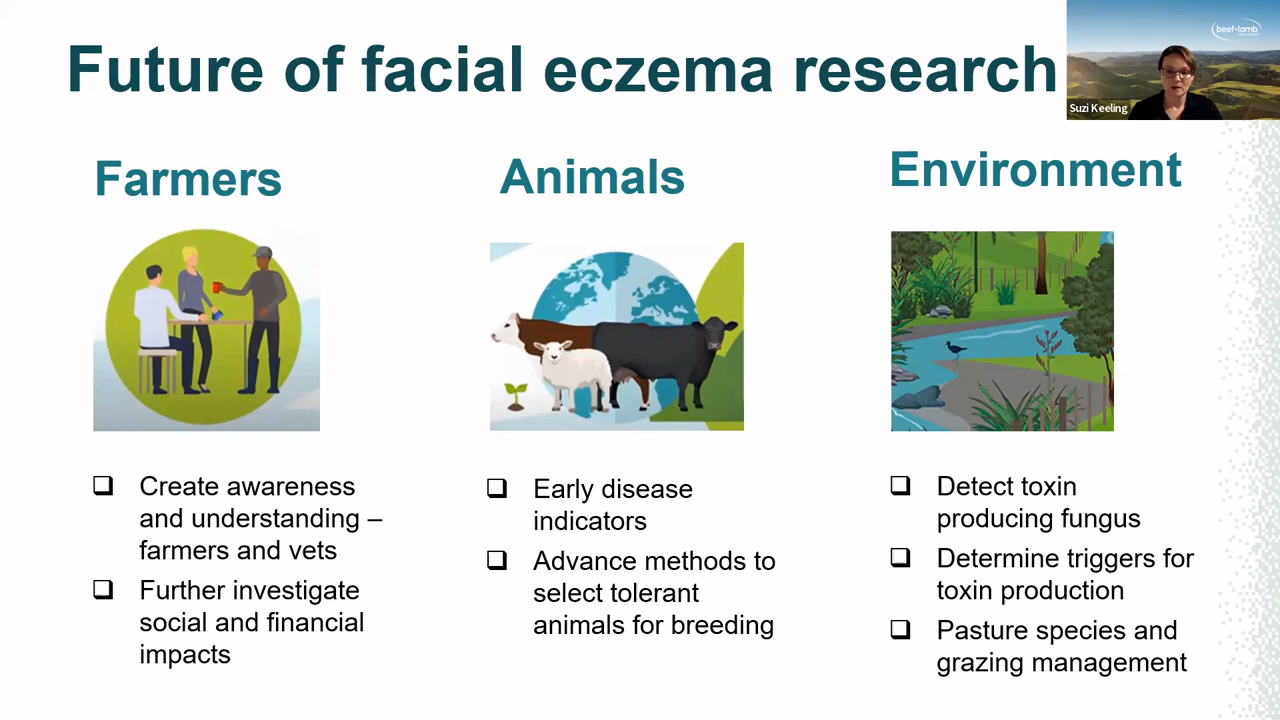 Future of facial eczema research
beef+lamb
Suzi Keeling
Farmers
Create awareness
and understanding –
farmers and vets
Further investigate
social and financial
impacts
Animals
Early disease
indicators
Advance methods to
select tolerant
animals for breeding
Environment
Detect toxin
producing fungus
Determine triggers for
toxin production
Pasture species and
grazing management